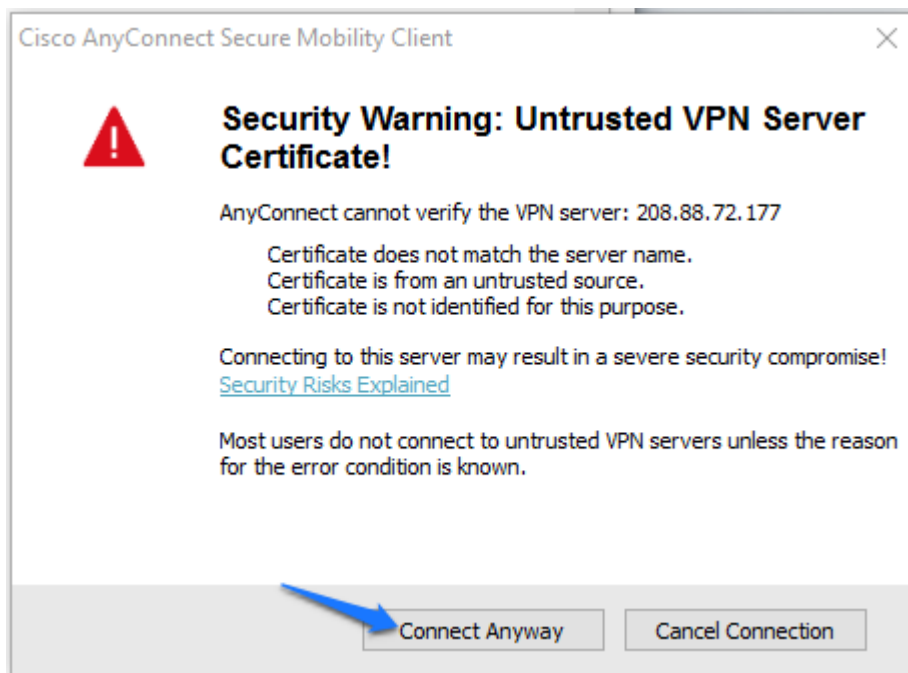 Cisco AnyConnect Secure Mobility Client
Security Warning: Untrusted VPN Server
Certificate!
AnyConnect cannot verify the VPN server: 208.88.72.177
Certificate does not match the server name.
Certificate is from an untrusted source.
Certificate is not identified for this purpose.
Connecting to this server may result in a severe security compromise!
Security Risks Explained
Most users do not connect to untrusted VPN servers unless the reason
for the error condition is known.
Connect Anyway
Cancel Connection